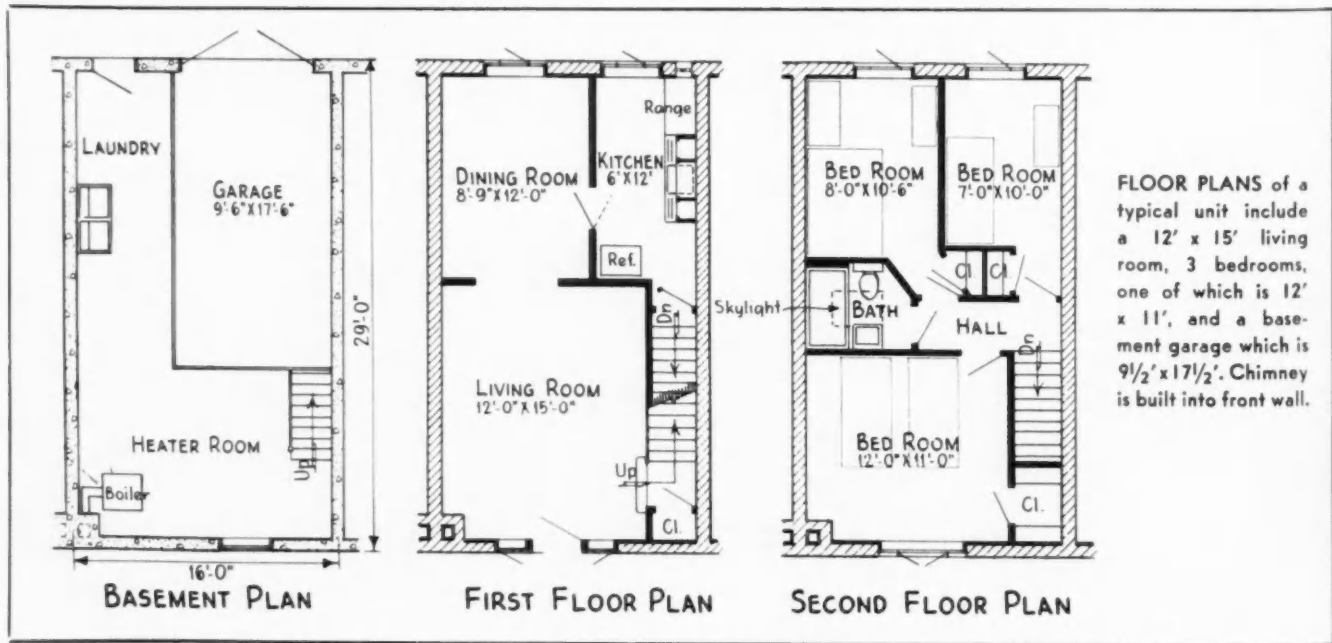 LAUNDRY
GARAGE
9'-6"X17'-6"
29'-0"
HEATER ROOM
Up
Boiler
16'-0"
BASEMENT PLAN
Range
KITCHEN
6'X12'
DINING ROOM
8'-9"X12'-0"
Ref.
Dn
LIVING ROOM
12'-0"X15'-0"
Up
Cl.
FIRST FLOOR PLAN
BED ROOM
8'-0"X10'-6"
BED ROOM
7'-0"X10'-0"
Cl.
Cl.
Skylight
BATH
HALL
Dn
BED ROOM
12'-0"X11'-0"
Cl.
SECOND FLOOR PLAN
FLOOR PLANS of a
typical unit include
a 12' x 15' living
room, 3 bedrooms,
one of which is 12'
x 11', and a base-
ment garage which is
9½' x 17½'. Chimney
is built into front wall.